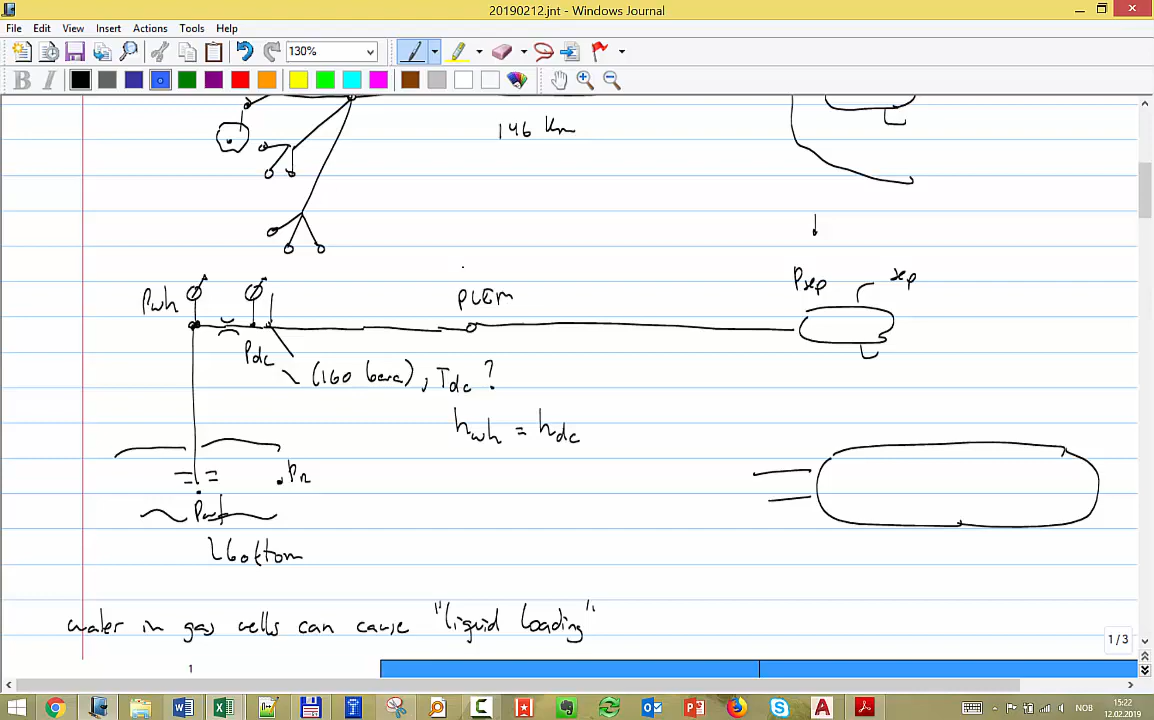 20190212.jnt - Windows Journal
File Edit View Insert Actions Tools Help
130%
146 Km
Psep
sep
Pwh
PLEM
Pdc
(160 bara), Tdc ?
hwh = hdc
PR
Pwf
bottom
water in gas wells can cause "liquid loading"
1
1 / 3
NOB
15:22
12.02.2019